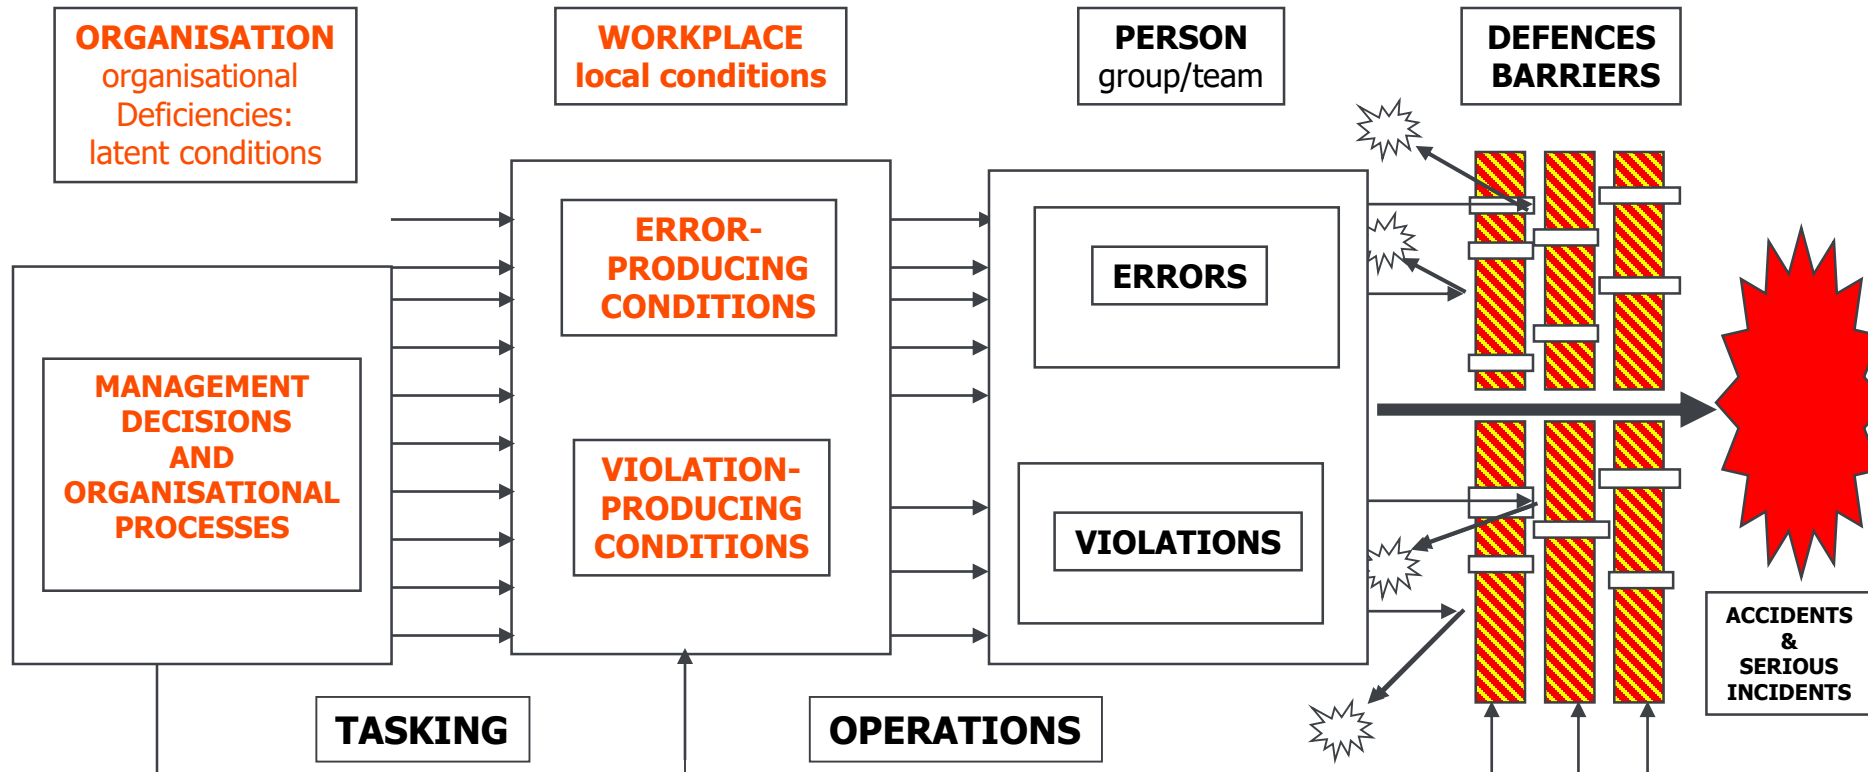 ORGANISATION
organisational
Deficiencies:
latent conditions
WORKPLACE
local conditions
PERSON
group/team
DEFENCES
BARRIERS
MANAGEMENT
DECISIONS
AND
ORGANISATIONAL
PROCESSES
ERROR-
PRODUCING
CONDITIONS
VIOLATION-
PRODUCING
CONDITIONS
ERRORS
VIOLATIONS
ACCIDENTS
&
SERIOUS
INCIDENTS
TASKING
OPERATIONS